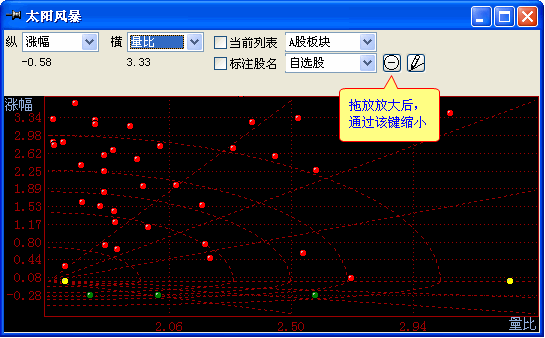 太阳风暴
纵 涨幅 横 量比 当前列表 A股板块
-0.58 3.33 标注股名 自选股
拖放放大后,
通过该键缩小
涨幅
3.34
2.98
2.62
2.25
1.89
1.53
1.17
0.80
0.44
-0.08
-0.28
2.06 2.50 2.94 量比